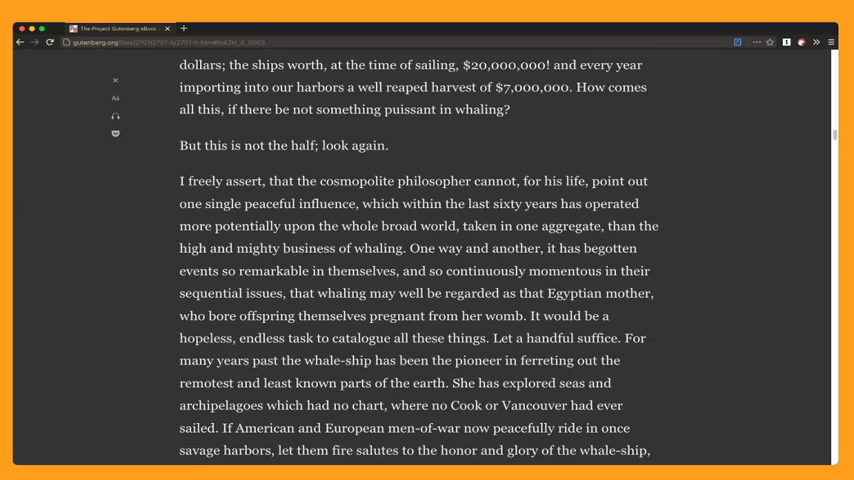 The Project Gutenberg eBook
gutenberg.org/files/2701/2701-h/2701-h.htm#link2H_4_0003
Aa
dollars; the ships worth, at the time of sailing, $20,000,000! and every year
importing into our harbors a well reaped harvest of $7,000,000. How comes
all this, if there be not something puissant in whaling?
But this is not the half; look again.
I freely assert, that the cosmopolite philosopher cannot, for his life, point out
one single peaceful influence, which within the last sixty years has operated
more potentially upon the whole broad world, taken in one aggregate, than the
high and mighty business of whaling. One way and another, it has begotten
events so remarkable in themselves, and so continuously momentous in their
sequential issues, that whaling may well be regarded as that Egyptian mother,
who bore offspring themselves pregnant from her womb. It would be a
hopeless, endless task to catalogue all these things. Let a handful suffice. For
many years past the whale-ship has been the pioneer in ferreting out the
remotest and least known parts of the earth. She has explored seas and
archipelagoes which had no chart, where no Cook or Vancouver had ever
sailed. If American and European men-of-war now peacefully ride in once
savage harbors, let them fire salutes to the honor and glory of the whale-ship,